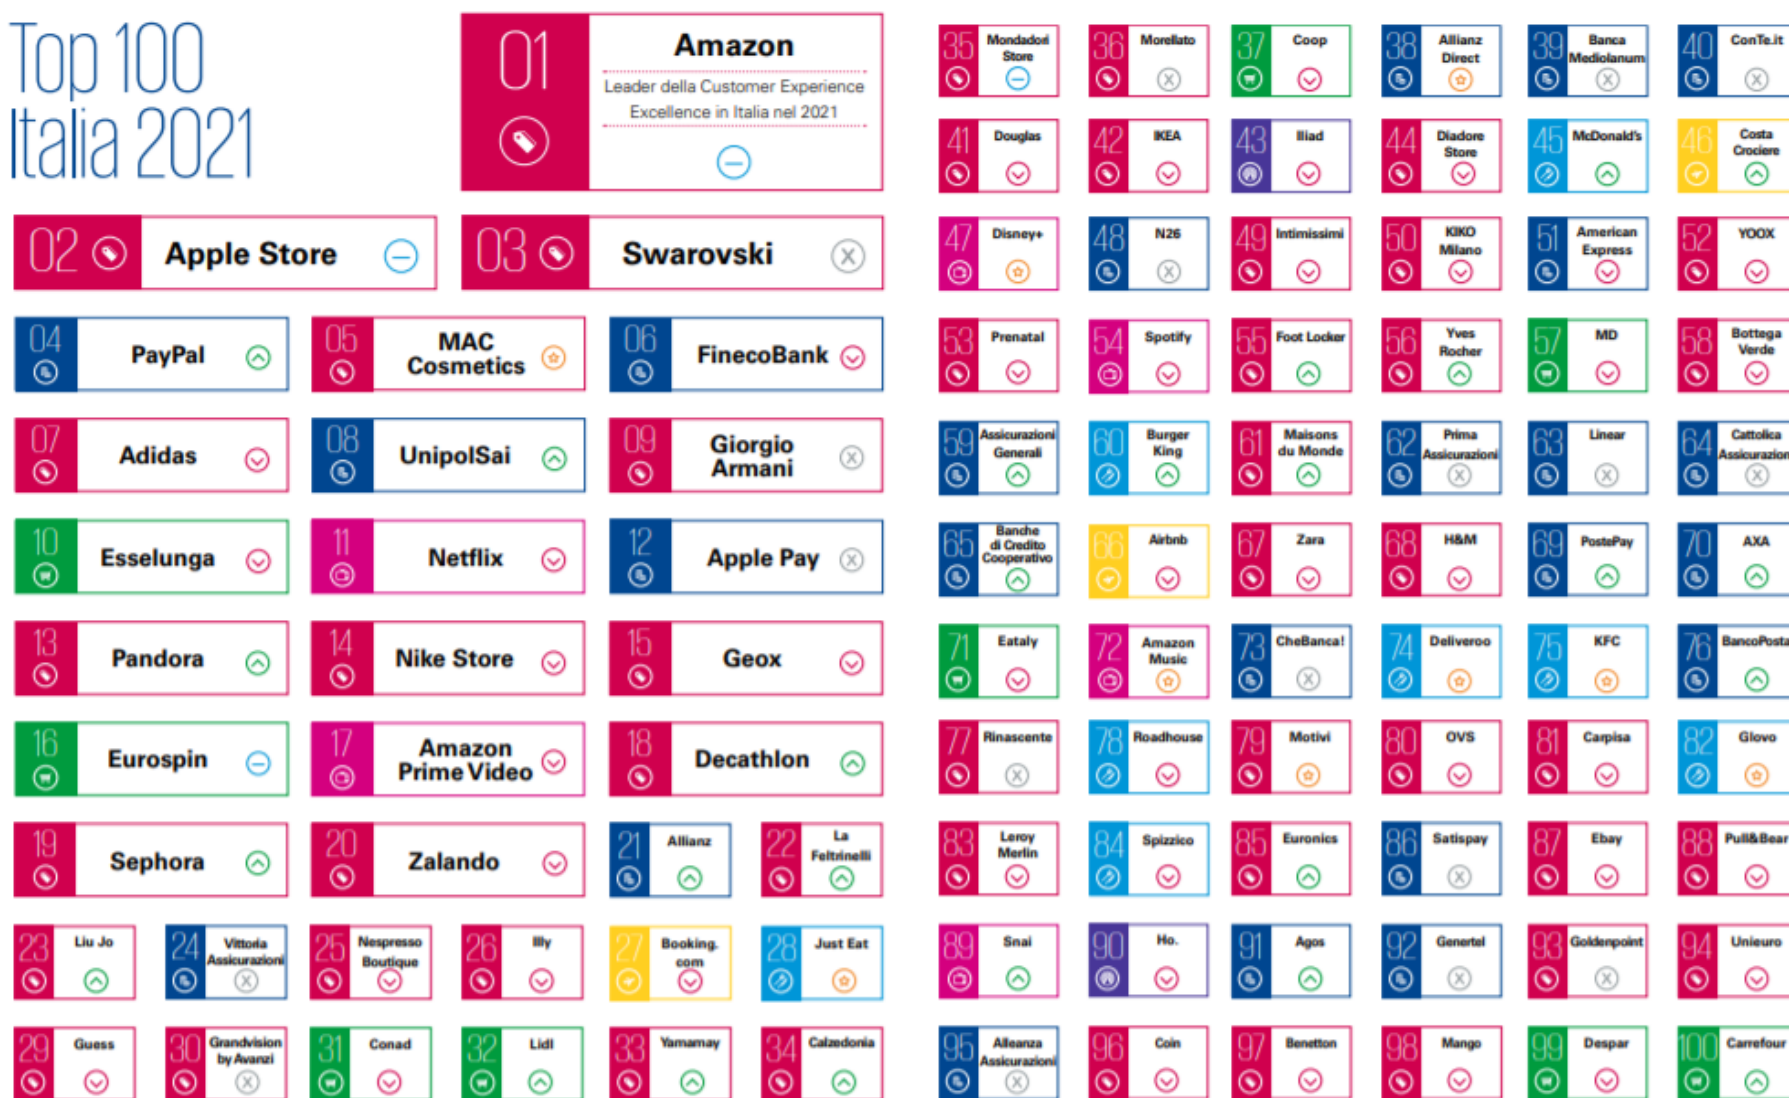 Top 100
Italia 2021
01
Amazon
Leader della Customer Experience
Excellence in Italia nel 2021
02
Apple Store
03
Swarovski
04
PayPal
05
MAC
Cosmetics
06
FinecoBank
07
Adidas
08
UnipolSai
09
Giorgio
Armani
10
Esselunga
11
Netflix
12
Apple Pay
13
Pandora
14
Nike Store
15
Geox
16
Eurospin
17
Amazon
Prime Video
18
Decathlon
19
Sephora
20
Zalando
21
Allianz
22
La
Feltrinelli
23
Liu Jo
24
Vittoria
Assicurazioni
25
Nespresso
Boutique
26
Illy
27
Booking.
com
28
Just Eat
29
Guess
30
Grandvision
by Avanzi
31
Conad
32
Lidl
33
Yamamay
34
Calzedonia
35
Mondadori
Store
36
Morellato
37
Coop
38
Allianz
Direct
39
Banca
Mediolanum
40
ConTe.it
41
Douglas
42
IKEA
43
Iliad
44
Diadore
Store
45
McDonald's
46
Costa
Crociere
47
Disney+
48
N26
49
Intimissimi
50
KIKO
Milano
51
American
Express
52
YOOX
53
Prenatal
54
Spotify
55
Foot Locker
56
Yves
Rocher
57
MD
58
Bottega
Verde
59
Assicurazioni
Generali
60
Burger
King
61
Maisons
du Monde
62
Prima
Assicurazioni
63
Linear
64
Cattolica
Assicurazion
65
Banche
di Credito
Cooperativo
66
Airbnb
67
Zara
68
H&M
69
PostePay
70
AXA
71
Eataly
72
Amazon
Music
73
CheBanca!
74
Deliveroo
75
KFC
76
BancoPosta
77
Rinascente
78
Roadhouse
79
Motivi
80
OVS
81
Carpisa
82
Glovo
83
Leroy
Merlin
84
Spizzico
85
Euronics
86
Satispay
87
Ebay
88
Pull&Bear
89
Snai
90
Ho.
91
Agos
92
Genertel
93
Goldenpoint
94
Unieuro
95
Alleanza
Assicurazioni
96
Coin
97
Benetton
98
Mango
99
Despar
100
Carrefour